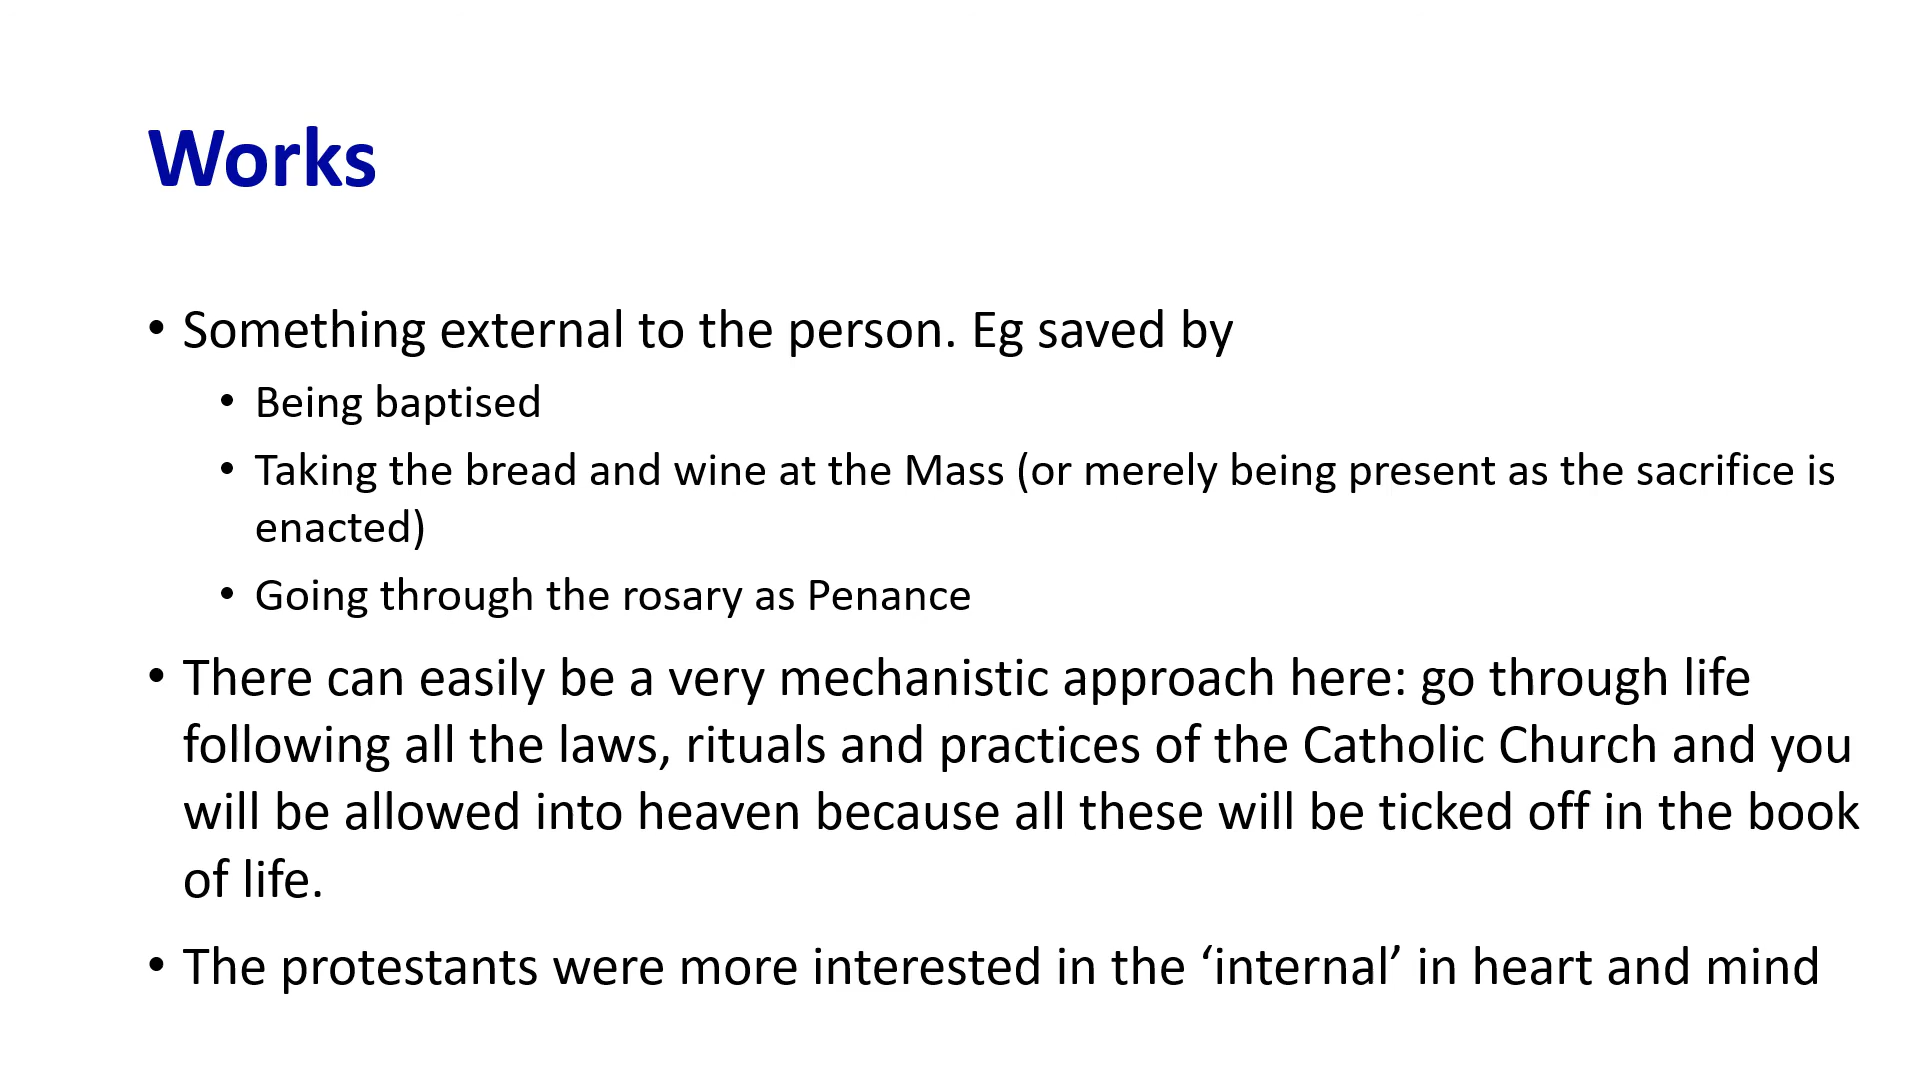 Works
• Something external to the person. Eg saved by
• Being baptised
• Taking the bread and wine at the Mass (or merely being present as the sacrifice is
enacted)
• Going through the rosary as Penance
• There can easily be a very mechanistic approach here: go through life
following all the laws, rituals and practices of the Catholic Church and you
will be allowed into heaven because all these will be ticked off in the book
of life.
• The protestants were more interested in the ‘internal’ in heart and mind